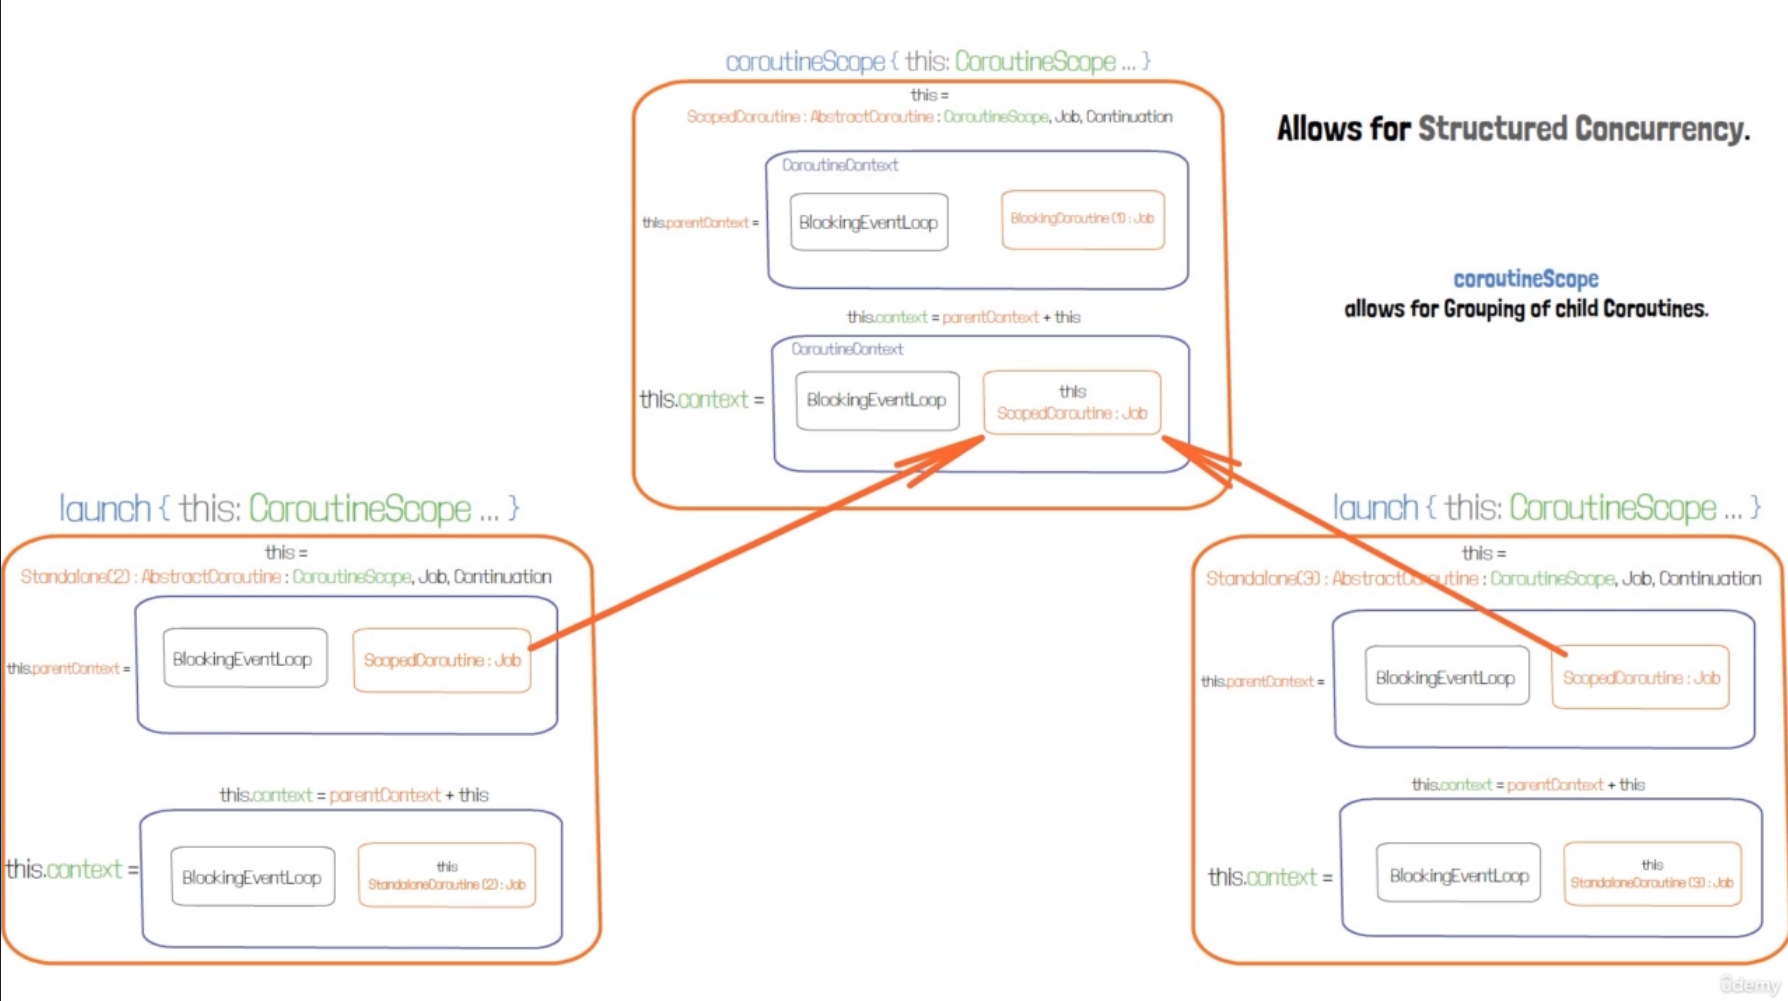 coroutineScope { this: CoroutineScope ... }
this =
ScopedCoroutine : AbstractCoroutine : CoroutineScope, Job, Continuation
CoroutineContext
this.parentContext =
BlockingEventLoop
BlockingCoroutine (1) : Job
this.context = parentContext + this
CoroutineContext
this.context =
BlockingEventLoop
this
ScopedCoroutine : Job
Allows for Structured Concurrency.
coroutineScope
allows for Grouping of child Coroutines.
launch { this: CoroutineScope ... }
this =
Standalone(2) : AbstractCoroutine : CoroutineScope, Job, Continuation
this.parentContext =
BlockingEventLoop
ScopedCoroutine : Job
this.context = parentContext + this
this.context =
BlockingEventLoop
this
StandaloneCoroutine (2) : Job
launch { this: CoroutineScope ... }
this =
Standalone(3) : AbstractCoroutine : CoroutineScope, Job, Continuation
this.parentContext =
BlockingEventLoop
ScopedCoroutine : Job
this.context = parentContext + this
this.context =
BlockingEventLoop
this
StandaloneCoroutine (3) : Job
ûdemy